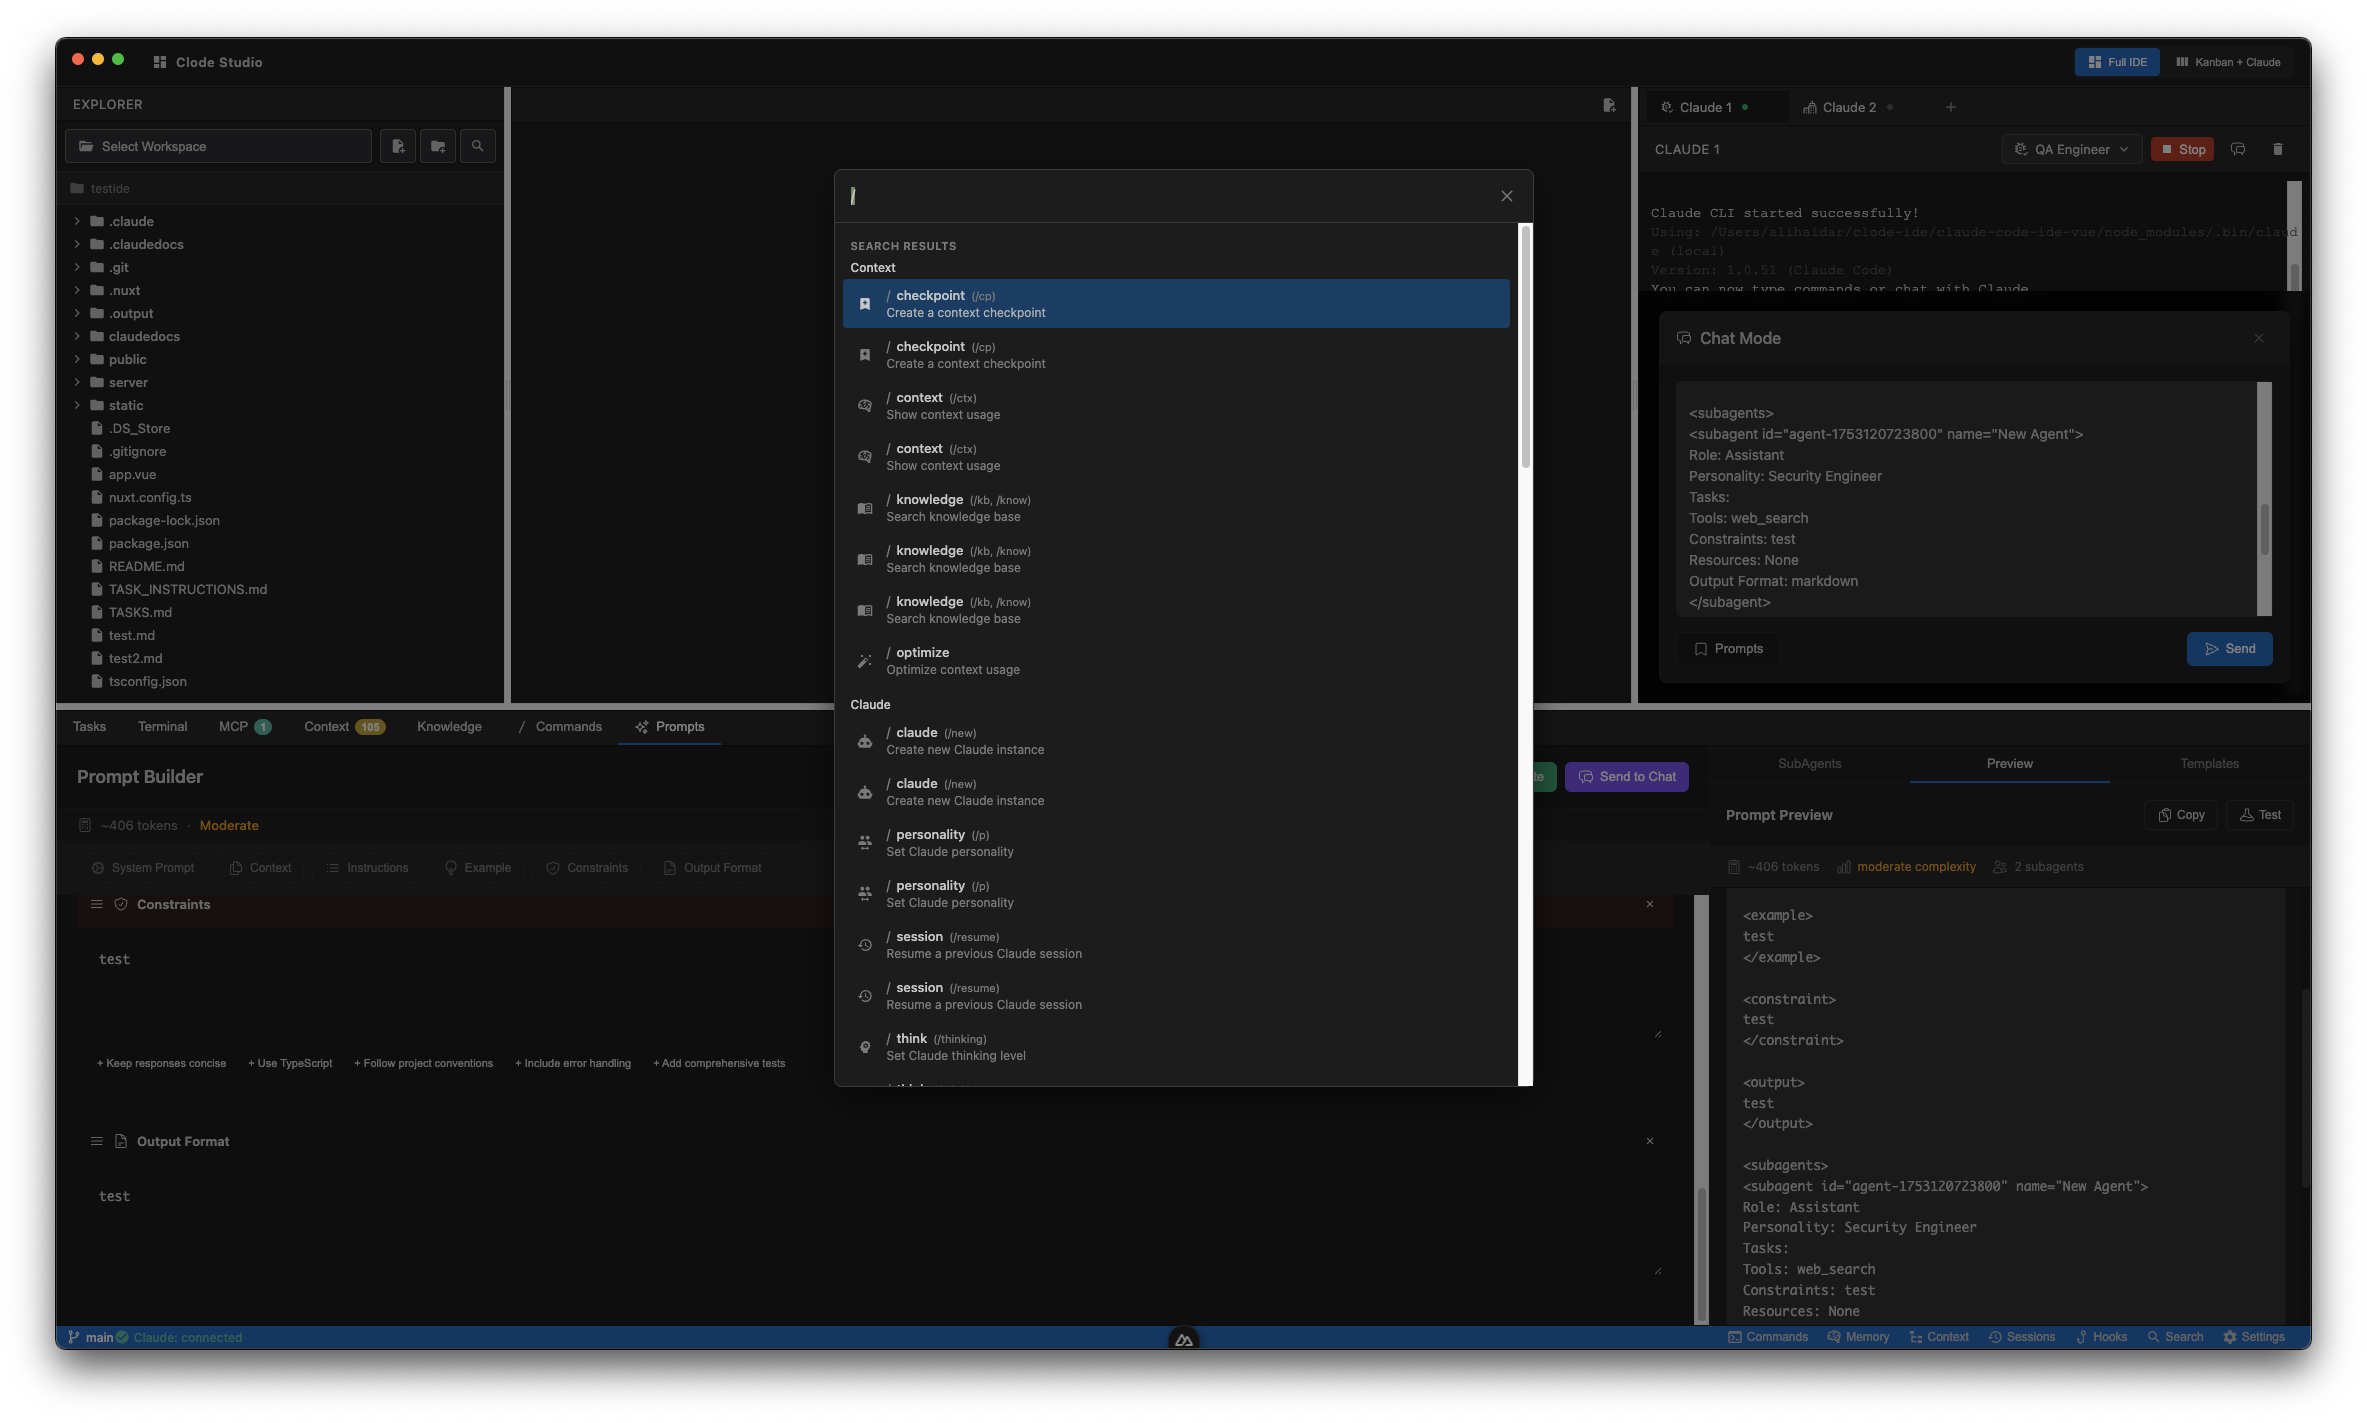 Clode Studio
Full IDE
Kanban + Claude
EXPLORER
Select Workspace
testide
.claude
.claudedocs
.git
.nuxt
.output
claudedocs
public
server
static
.DS_Store
.gitignore
app.vue
nuxt.config.ts
package-lock.json
package.json
README.md
TASK_INSTRUCTIONS.md
TASKS.md
test.md
test2.md
tsconfig.json
/
SEARCH RESULTS
Context
/ checkpoint (/cp)
Create a context checkpoint
/ checkpoint (/cp)
Create a context checkpoint
/ context (/ctx)
Show context usage
/ context (/ctx)
Show context usage
/ knowledge (/kb, /know)
Search knowledge base
/ knowledge (/kb, /know)
Search knowledge base
/ knowledge (/kb, /know)
Search knowledge base
/ optimize
Optimize context usage
Claude
/ claude (/new)
Create new Claude instance
/ claude (/new)
Create new Claude instance
/ personality (/p)
Set Claude personality
/ personality (/p)
Set Claude personality
/ session (/resume)
Resume a previous Claude session
/ session (/resume)
Resume a previous Claude session
/ think (/thinking)
Set Claude thinking level
Claude 1
Claude 2
+
CLAUDE 1
QA Engineer
Stop
Claude CLI started successfully!
Using: /Users/alihaidar/clode-ide/claude-code-ide-vue/node_modules/.bin/claud
e (local)
Version: 1.0.51 (Claude Code)
You can now type commands or chat with Claude
Chat Mode
<subagents>
<subagent id="agent-1753120723800" name="New Agent">
Role: Assistant
Personality: Security Engineer
Tasks:
Tools: web_search
Constraints: test
Resources: None
Output Format: markdown
</subagent>
Prompts
Send
Tasks
Terminal
MCP 1
Context 105
Knowledge
/ Commands
Prompts
Prompt Builder
te
Send to Chat
~406 tokens · Moderate
System Prompt
Context
Instructions
Example
Constraints
Output Format
Constraints
test
+ Keep responses concise
+ Use TypeScript
+ Follow project conventions
+ Include error handling
+ Add comprehensive tests
Output Format
test
SubAgents
Preview
Templates
Prompt Preview
Copy
Test
~406 tokens
moderate complexity
2 subagents
<example>
test
</example>
<constraint>
test
</constraint>
<output>
test
</output>
<subagents>
<subagent id="agent-1753120723800" name="New Agent">
Role: Assistant
Personality: Security Engineer
Tasks:
Tools: web_search
Constraints: test
Resources: None
main
Claude: connected
Commands
Memory
Context
Sessions
Hooks
Search
Settings